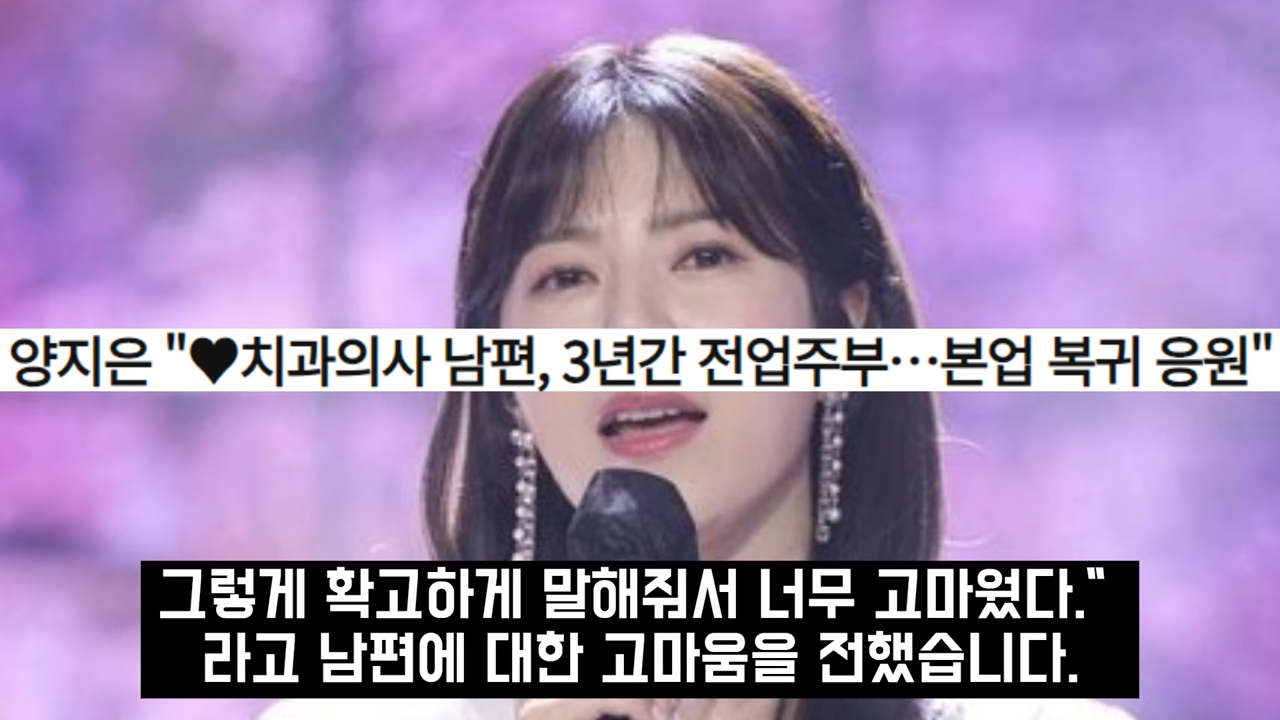 양지은 "♥치과의사 남편, 3년간 전업주부…본업 복귀 응원"
그렇게 확고하게 말해줘서 너무 고마웠다."
라고 남편에 대한 고마움을 전했습니다.